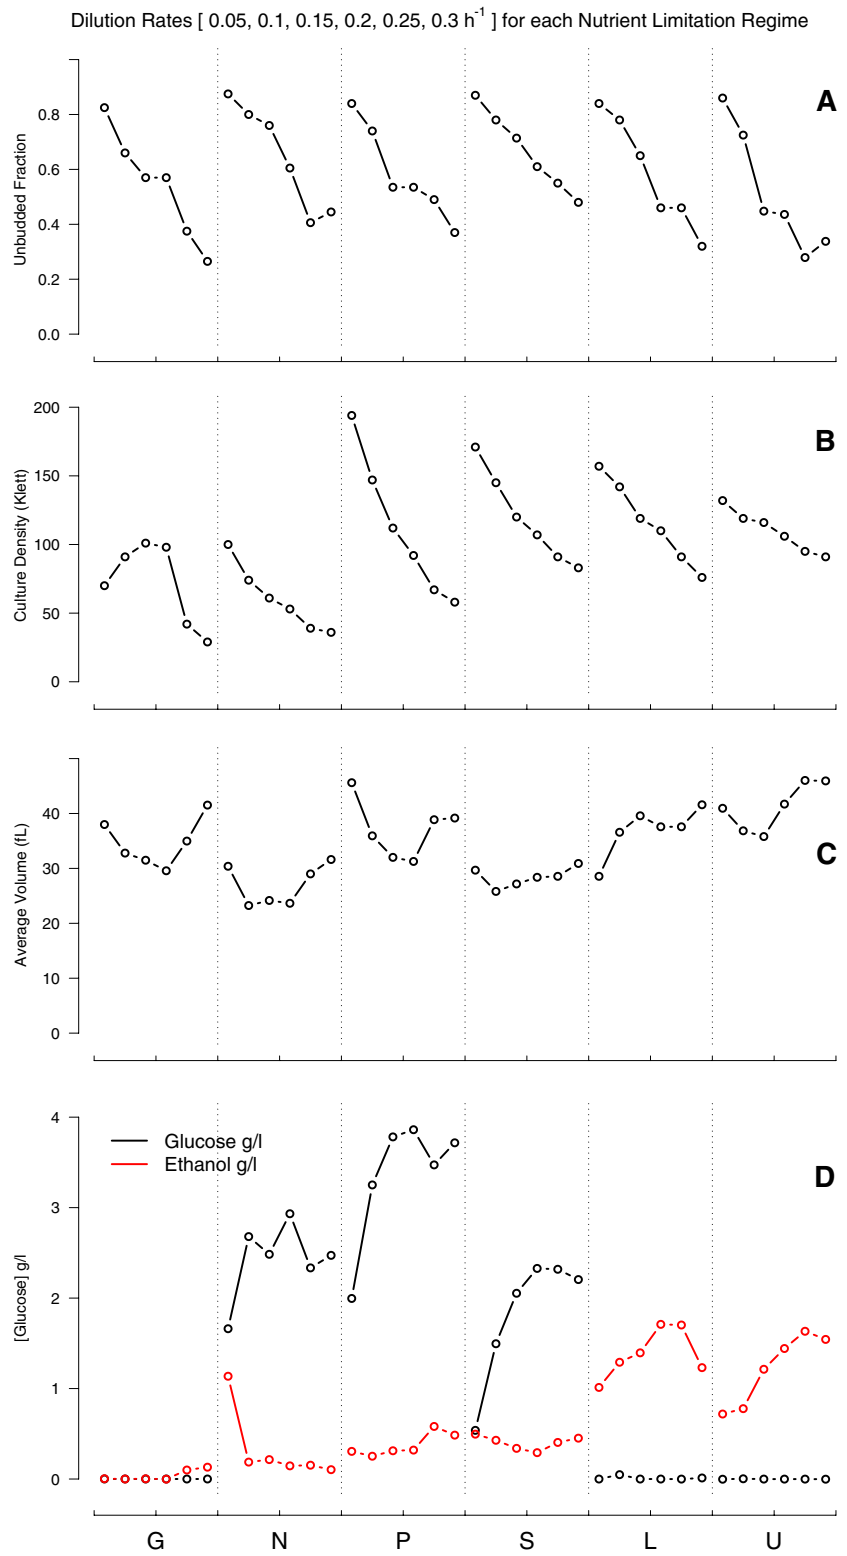 Dilution Rates [ 0.05, 0.1, 0.15, 0.2, 0.25, 0.3 h-1 ] for each Nutrient Limitation Regime
A
Unbudded Fraction
0.8
0.6
0.4
0.2
0.0
B
Culture Density (Klett)
200
150
100
50
0
C
Average Volume (fL)
40
30
20
10
0
D
[Glucose] g/l
4
3
2
1
0
Glucose g/l
Ethanol g/l
G N P S L U